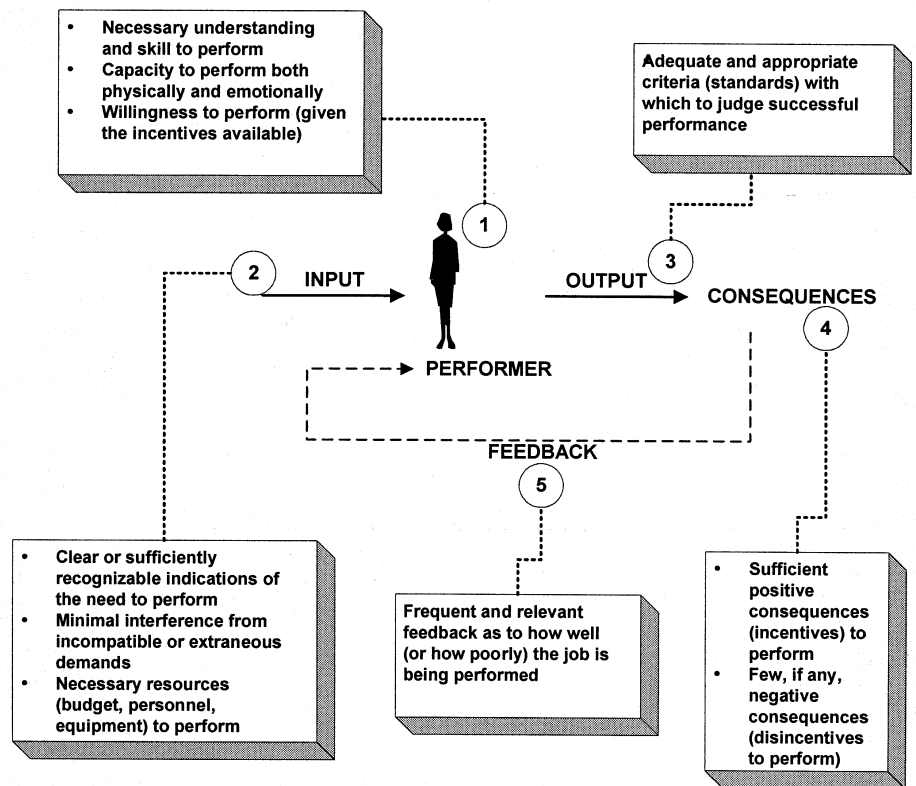 • Necessary understanding
and skill to perform
• Capacity to perform both
physically and emotionally
• Willingness to perform (given
the incentives available)
Adequate and appropriate
criteria (standards) with
which to judge successful
performance
1
2
INPUT
3
OUTPUT
CONSEQUENCES
4
PERFORMER
FEEDBACK
5
• Clear or sufficiently
recognizable indications of
the need to perform
• Minimal interference from
incompatible or extraneous
demands
• Necessary resources
(budget, personnel,
equipment) to perform
Frequent and relevant
feedback as to how well
(or how poorly) the job is
being performed
• Sufficient
positive
consequences
(incentives) to
perform
• Few, if any,
negative
consequences
(disincentives
to perform)